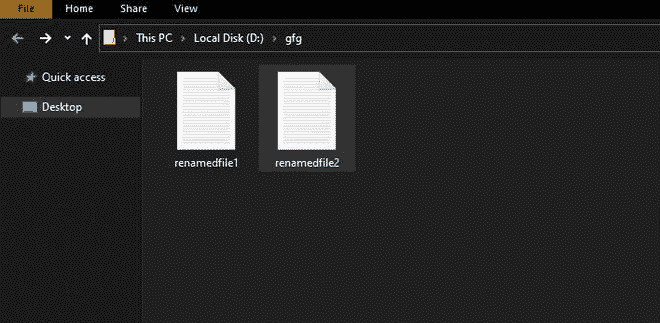 File Home Share View
This PC > Local Disk (D:) > gfg
Quick access
Desktop
renamedfile1 renamedfile2